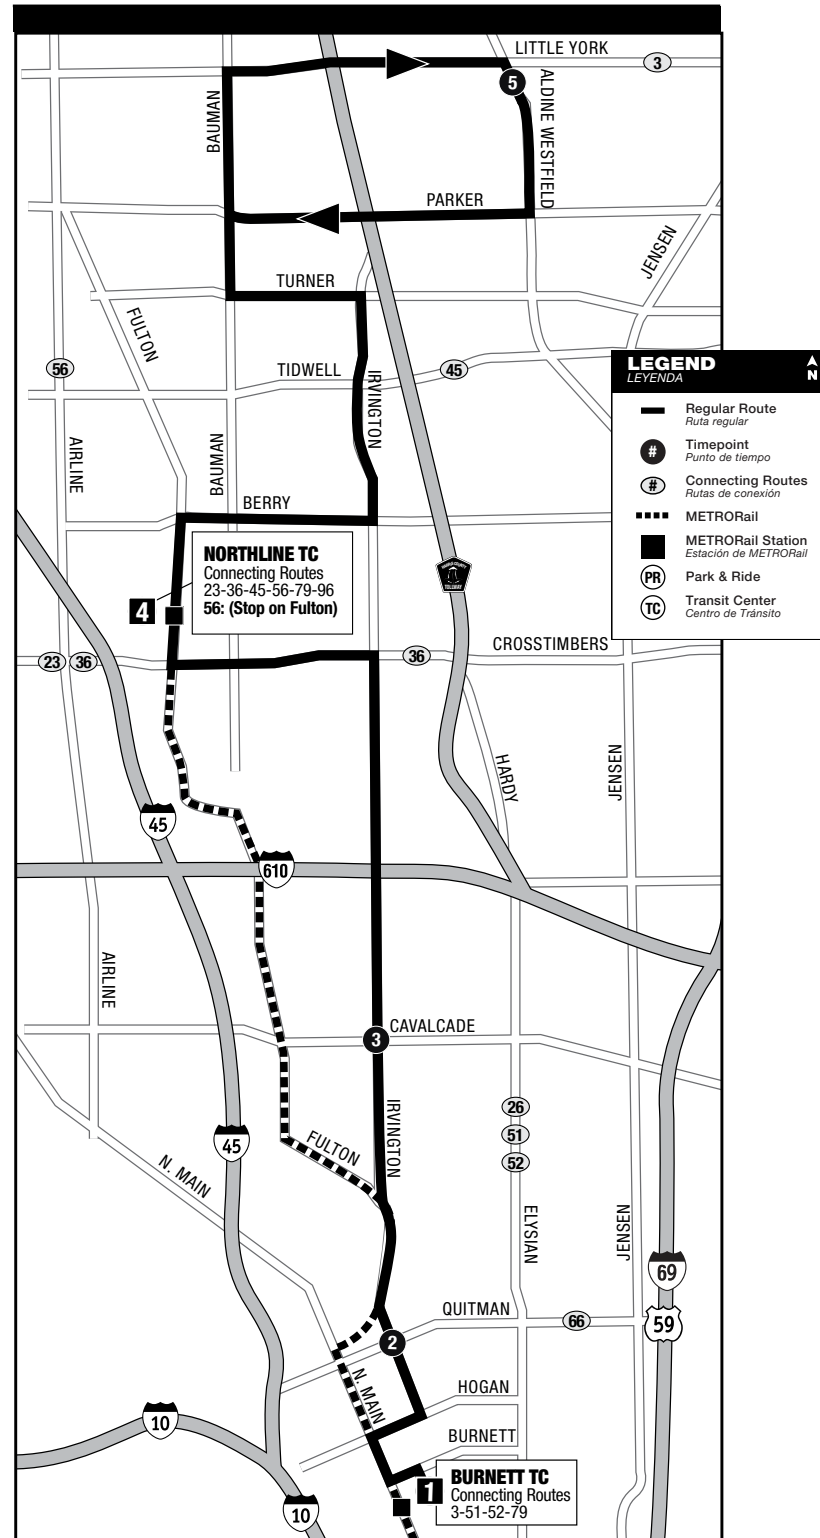 LITTLE YORK
3
5
ALDINE WESTFIELD
BAUMAN
PARKER
JENSEN
TURNER
FULTON
56
TIDWELL
45
IRVINGTON
LEGEND
LEYENDA
N
Regular Route
Ruta regular
#
Timepoint
Punto de tiempo
#
Connecting Routes
Rutas de conexión
METRORail
METRORail Station
Estación de METRORail
PR
Park & Ride
TC
Transit Center
Centro de Tránsito
AIRLINE
BAUMAN
BERRY
NORTHLINE TC
Connecting Routes
23-36-45-56-79-96
56: (Stop on Fulton)
4
CROSSTIMBERS
23
36
36
HARDY
JENSEN
45
610
AIRLINE
3
CAVALCADE
IRVINGTON
26
51
52
45
FULTON
N. MAIN
ELYSIAN
JENSEN
69
59
QUITMAN
66
2
N. MAIN
HOGAN
10
BURNETT
1
BURNETT TC
Connecting Routes
3-51-52-79
10